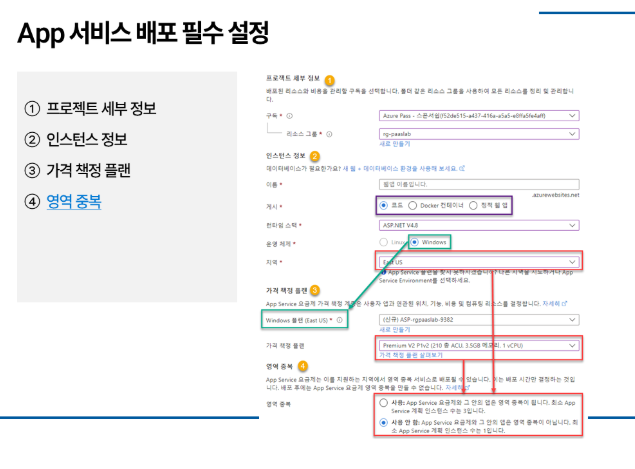 App 서비스 배포 필수 설정
① 프로젝트 세부 정보
② 인스턴스 정보
③ 가격 책정 플랜
④ 영역 중복
프로젝트 세부 정보 1
배포된 리소스와 비용을 관리할 구독을 선택합니다. 폴더 같은 리소스 그룹을 사용하여 모든 리소스를 정리 및 관리합니
다.
구독 *
Azure Pass - 스폰서쉽(f52de515-a437-416a-a5a5-e8ffa5fe4aff)
리소스 그룹 *
rg-paaslab
새로 만들기
인스턴스 정보 2
데이터베이스가 필요한가요? 새 웹 + 데이터베이스 환경을 사용해 보세요.
이름 *
웹앱 이름입니다.
.azurewebsites.net
게시 *
코드 Docker 컨테이너 정적 웹 앱
런타임 스택 *
ASP.NET V4.8
운영 체제 *
Linux Windows
지역 *
East US
App Service 플랜을 찾지 못하시겠습니까? 다른 지역을 시도하거나 App
Service Environment를 선택하세요.
가격 책정 플랜 3
App Service 요금제 가격 책정 계층은 사용자 앱과 연관된 위치, 기능, 비용 및 컴퓨팅 리소스를 결정합니다. 자세히
Windows 플랜 (East US) *
(신규) ASP-rgpaaslab-9382
새로 만들기
가격 책정 플랜
Premium V2 P1v2 (210 총 ACU, 3.5GB 메모리, 1 vCPU)
가격 책정 플랜 살펴보기
영역 중복 4
App Service 요금제는 이를 지원하는 지역에서 영역 중복 서비스로 배포될 수 있습니다. 이는 배포 시간만 결정하는 것입
니다. 배포 후에는 App Service 요금제 영역 중복을 만들 수 없습니다. 자세히
영역 중복
사용: App Service 요금제와 그 안의 앱은 영역 중복이 됩니다. 최소 App
Service 계획 인스턴스 수는 3입니다.
사용 안 함: App Service 요금제와 그 안의 앱은 영역 중복이 아닙니다. 최
소 App Service 계획 인스턴스 수는 1입니다.